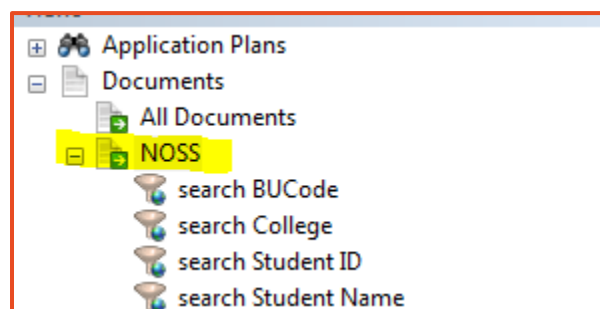 Application Plans
Documents
All Documents
NOSS
search BUCode
search College
search Student ID
search Student Name